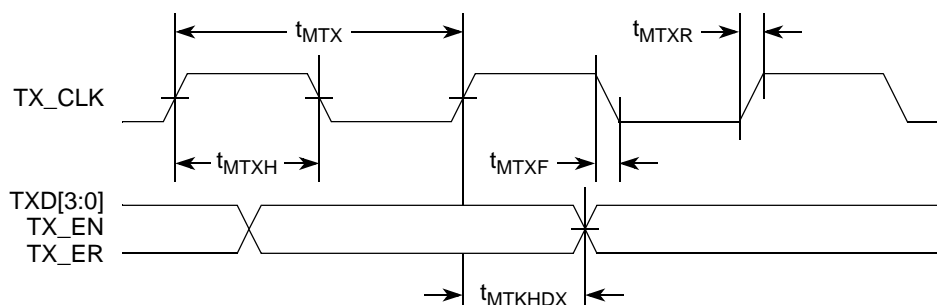 tMTX
tMTXR
TX_CLK
tMTXH
tMTXF
TXD[3:0]
TX_EN
TX_ER
tMTKHDX